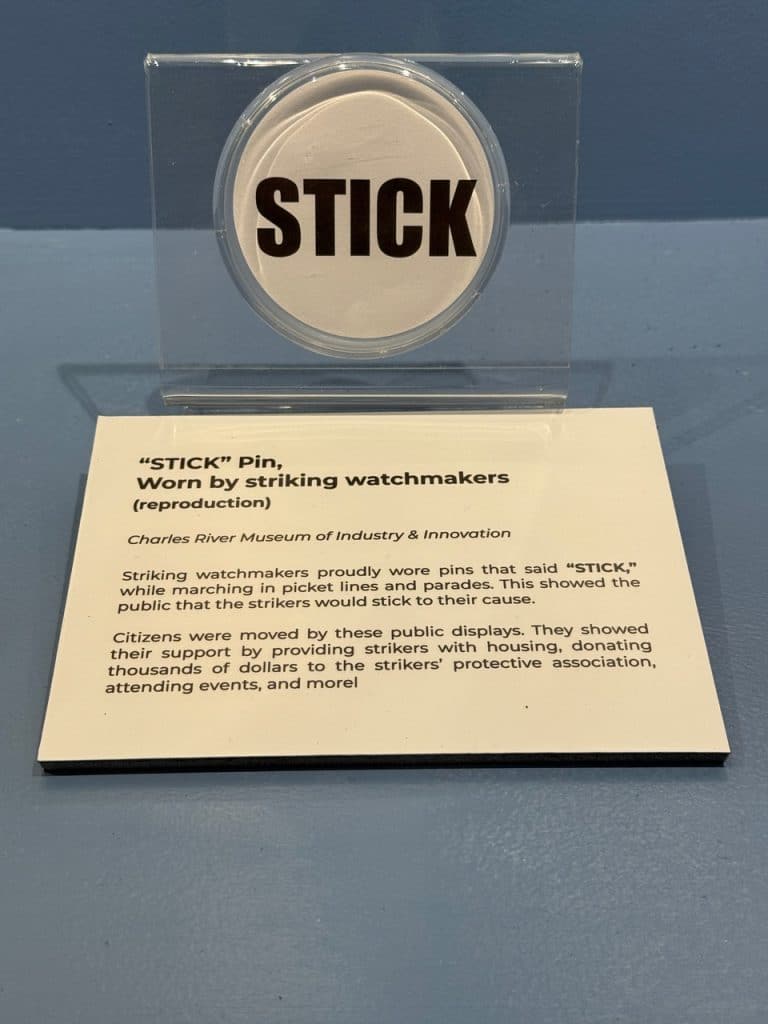 STICK
“STICK” Pin,
Worn by striking watchmakers
(reproduction)
Charles River Museum of Industry & Innovation
Striking watchmakers proudly wore pins that said “STICK,”
while marching in picket lines and parades. This showed the
public that the strikers would stick to their cause.
Citizens were moved by these public displays. They showed
their support by providing strikers with housing, donating
thousands of dollars to the strikers’ protective association,
attending events, and more!